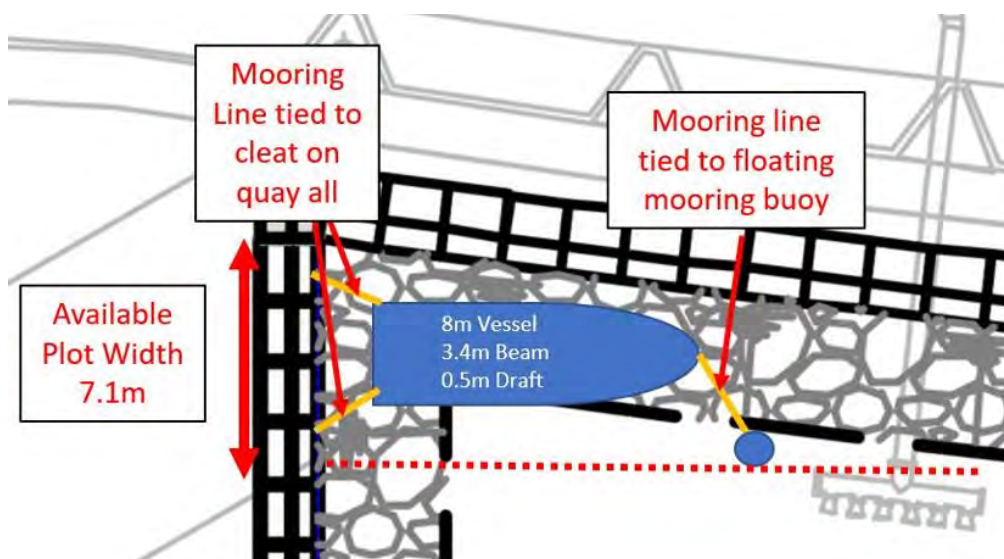 Mooring
Line tied to
cleat on
quay all
Mooring line
tied to floating
mooring buoy
Available
Plot Width
7.1m
8m Vessel
3.4m Beam
0.5m Draft